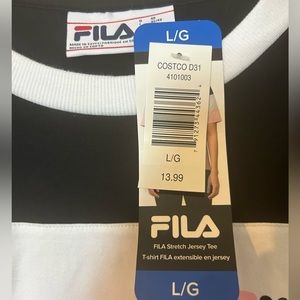 FILA
L/G
COSTCO D31
4101003
L/G
13.99
FILA
FILA Stretch Jersey Tee
T-shirt FILA extensible en jersey
L/G